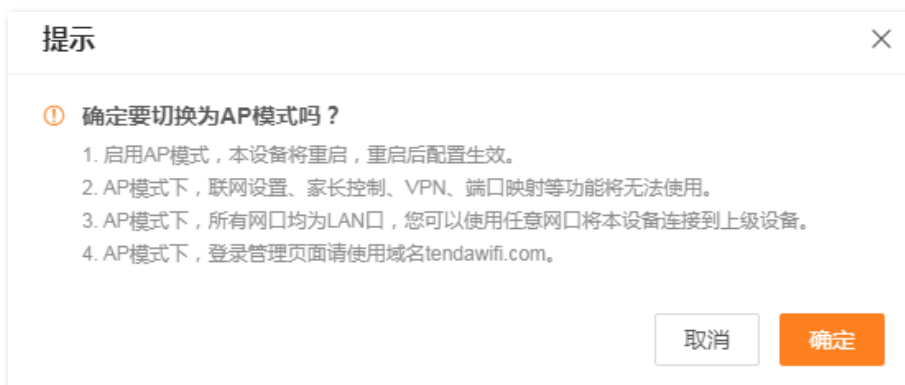 提示
确定要切换为AP模式吗？
1. 启用AP模式，本设备将重启，重启后配置生效。
2. AP模式下，联网设置、家长控制、VPN、端口映射等功能将无法使用。
3. AP模式下，所有网口均为LAN口，您可以使用任意网口将本设备连接到上级设备。
4. AP模式下，登录管理页面请使用域名tendawifi.com。
取消
确定